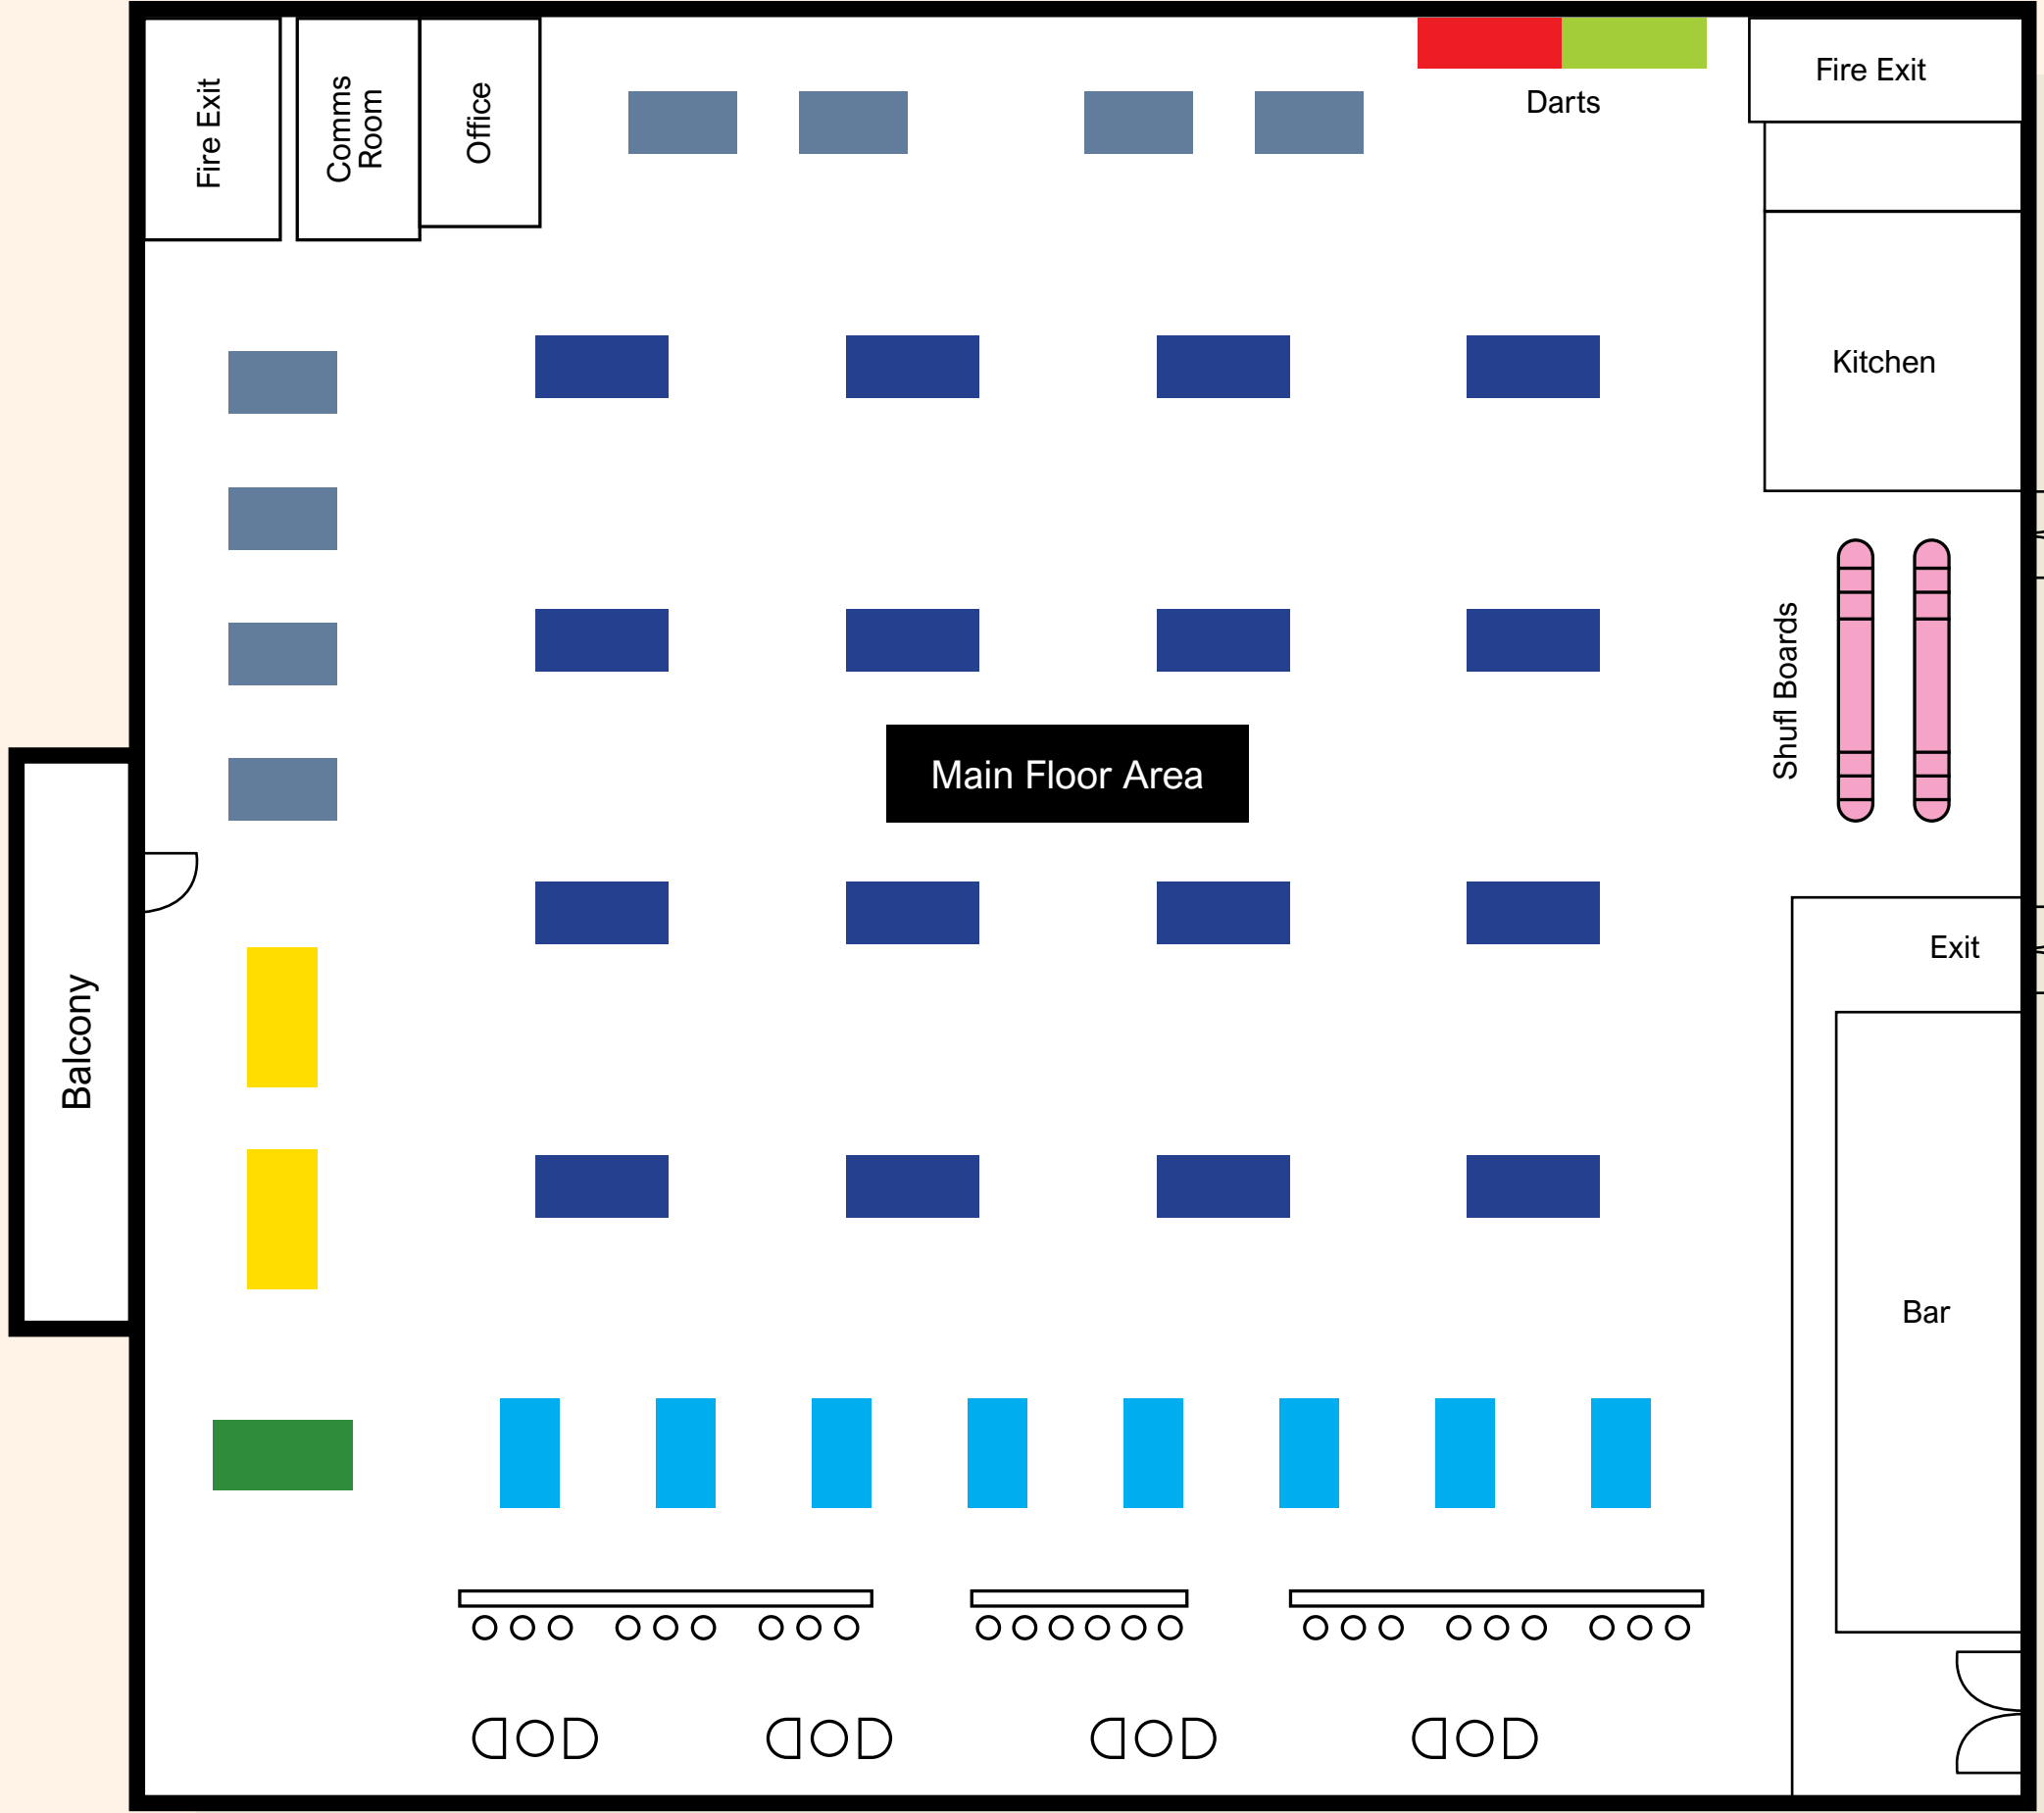 Fire Exit
Comms
Room
Office
Darts
Fire Exit
Kitchen
Shufl Boards
Main Floor Area
Exit
Balcony
Bar